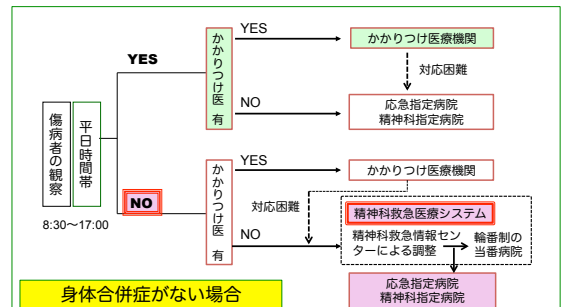 傷病者の観察
平日時間帯
8:30〜17:00
YES
かかりつけ医 有
YES
かかりつけ医療機関
対応困難
NO
応急指定病院
精神科指定病院
NO
かかりつけ医 有
YES
かかりつけ医療機関
対応困難
NO
精神科救急医療システム
精神科救急情報セン
ターによる調整
輪番制の
当番病院
応急指定病院
精神科指定病院
身体合併症がない場合